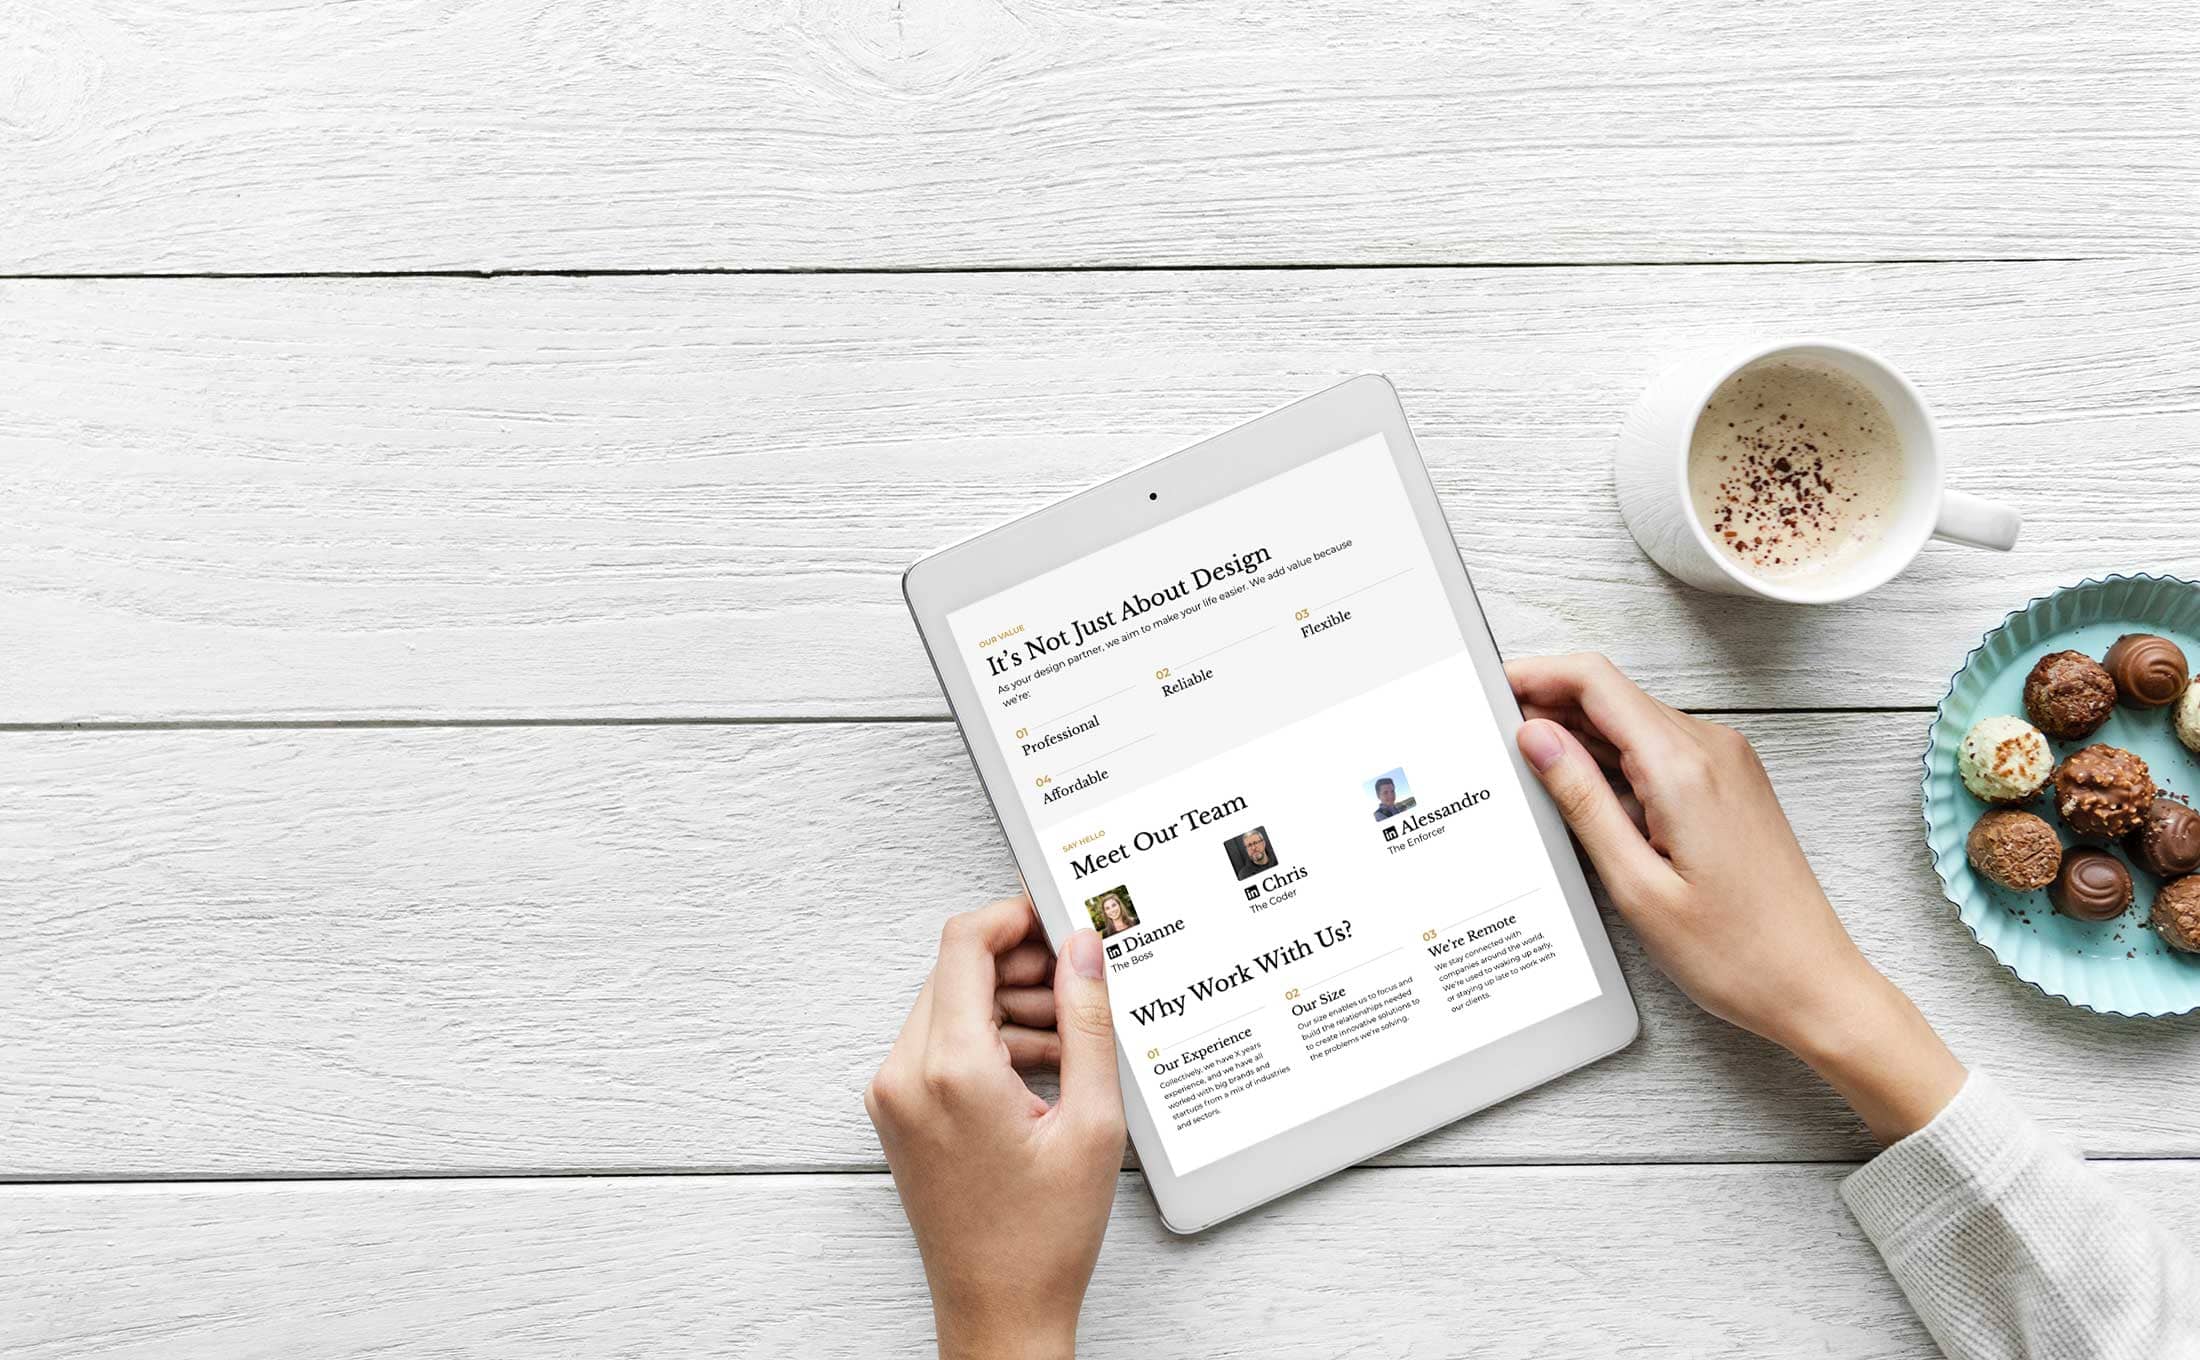 OUR VALUE
It's Not Just About Design
As your design partner, we aim to make your life easier. We add value because
we're:
01
Professional
02
Reliable
03
Flexible
04
Affordable
SAY HELLO
Meet Our Team
in Dianne
The Boss
in Chris
The Coder
in Alessandro
The Enforcer
Why Work With Us?
01
Our Experience
Collectively, we have X years
experience, and we have all
worked with big brands and
startups from a mix of industries
and sectors.
02
Our Size
Our size enables us to focus and
build the relationships needed
to create innovative solutions to
the problems we're solving.
03
We're Remote
We stay connected with
companies around the world.
We're used to waking up early,
or staying up late to work with
our clients.